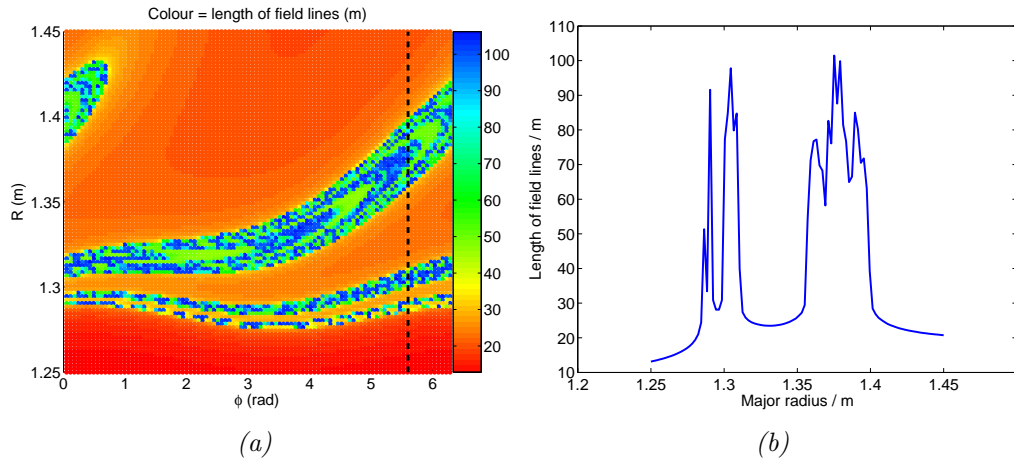 Colour = length of field lines (m)
1.45
1.4
1.35
1.3
1.25
R (m)
0 1 2 3 4 5 6
φ (rad)
100
90
80
70
60
50
40
30
20
(a)
110
100
90
80
70
60
50
40
30
20
10
Length of field lines / m
1.2 1.25 1.3 1.35 1.4 1.45
Major radius / m
(b)